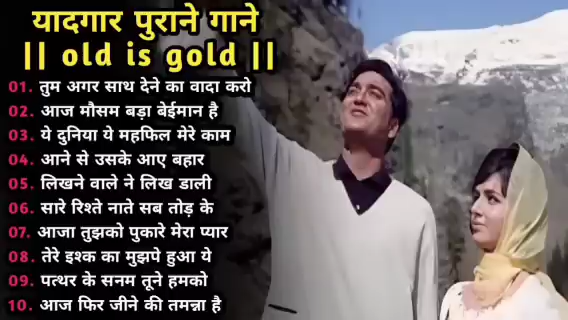 यादगार पुराने गाने
|| old is gold ||
01. तुम अगर साथ देने का वादा करो
02. आज मौसम बड़ा बेईमान है
03. ये दुनिया ये महफिल मेरे काम
04. आने से उसके आए बहार
05. लिखने वाले ने लिख डाली
06. सारे रिश्ते नाते सब तोड़ के
07. आजा तुझको पुकारे मेरा प्यार
08. तेरे इश्क का मुझपे हुआ ये
09. पत्थर के सनम तूने हमको
10. आज फिर जीने की तमन्ना है